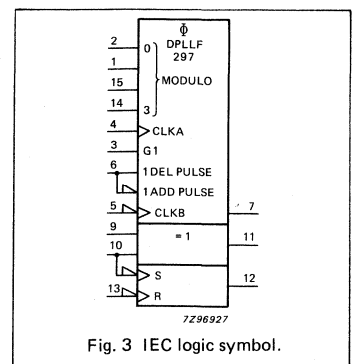 Φ
DPLLF
297
2 0
1
MODULO
15
14 3
4 CLKA
3 G1
6 1DEL PULSE
1ADD PULSE
5 CLKB 7
9 =1
11
10
S 12
13 R
7Z96927
Fig. 3 IEC logic symbol.